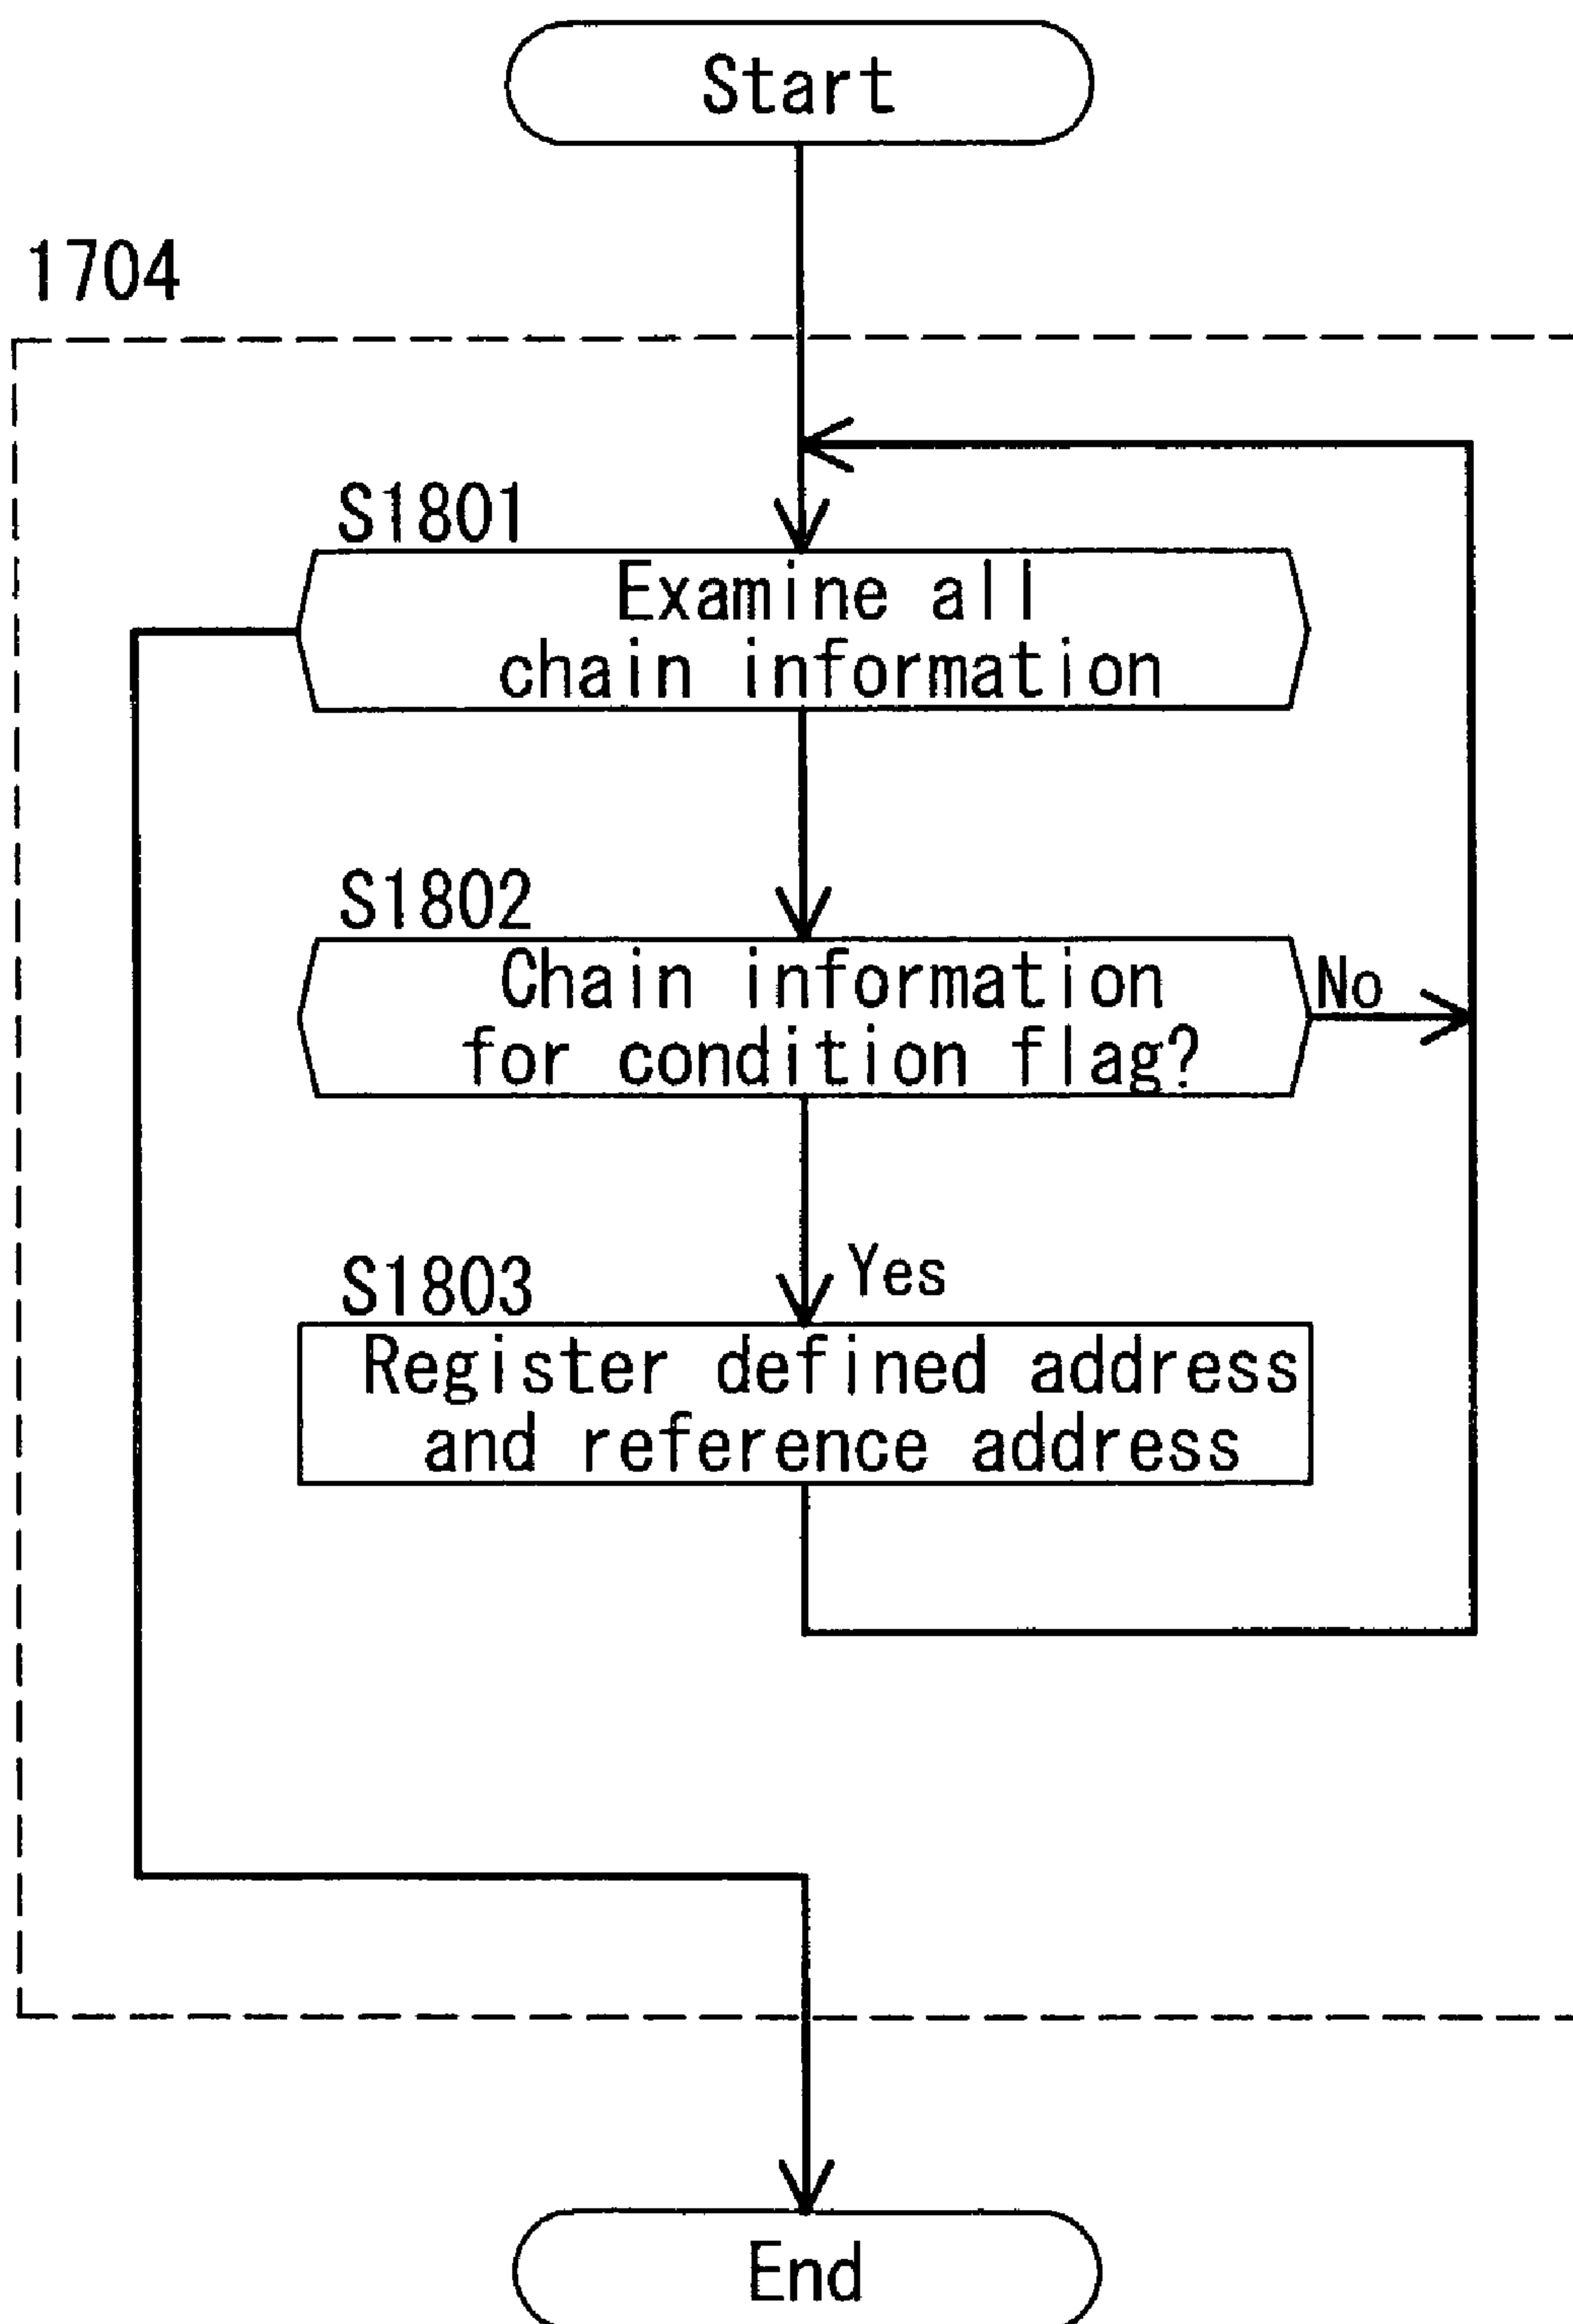 Start
1704
S1801
Examine all
chain information
S1802
Chain information
for condition flag?
No
Yes
S1803
Register defined address
and reference address
End